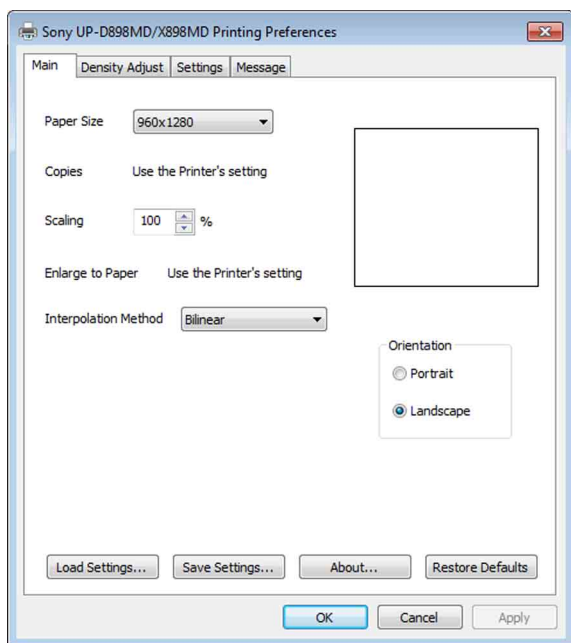 Sony UP-D898MD/X898MD Printing Preferences
Main Density Adjust Settings Message
Paper Size 960x1280
Copies Use the Printer's setting
Scaling 100 %
Enlarge to Paper Use the Printer's setting
Interpolation Method Bilinear
Orientation
Portrait
Landscape
Load Settings... Save Settings... About... Restore Defaults
OK Cancel Apply